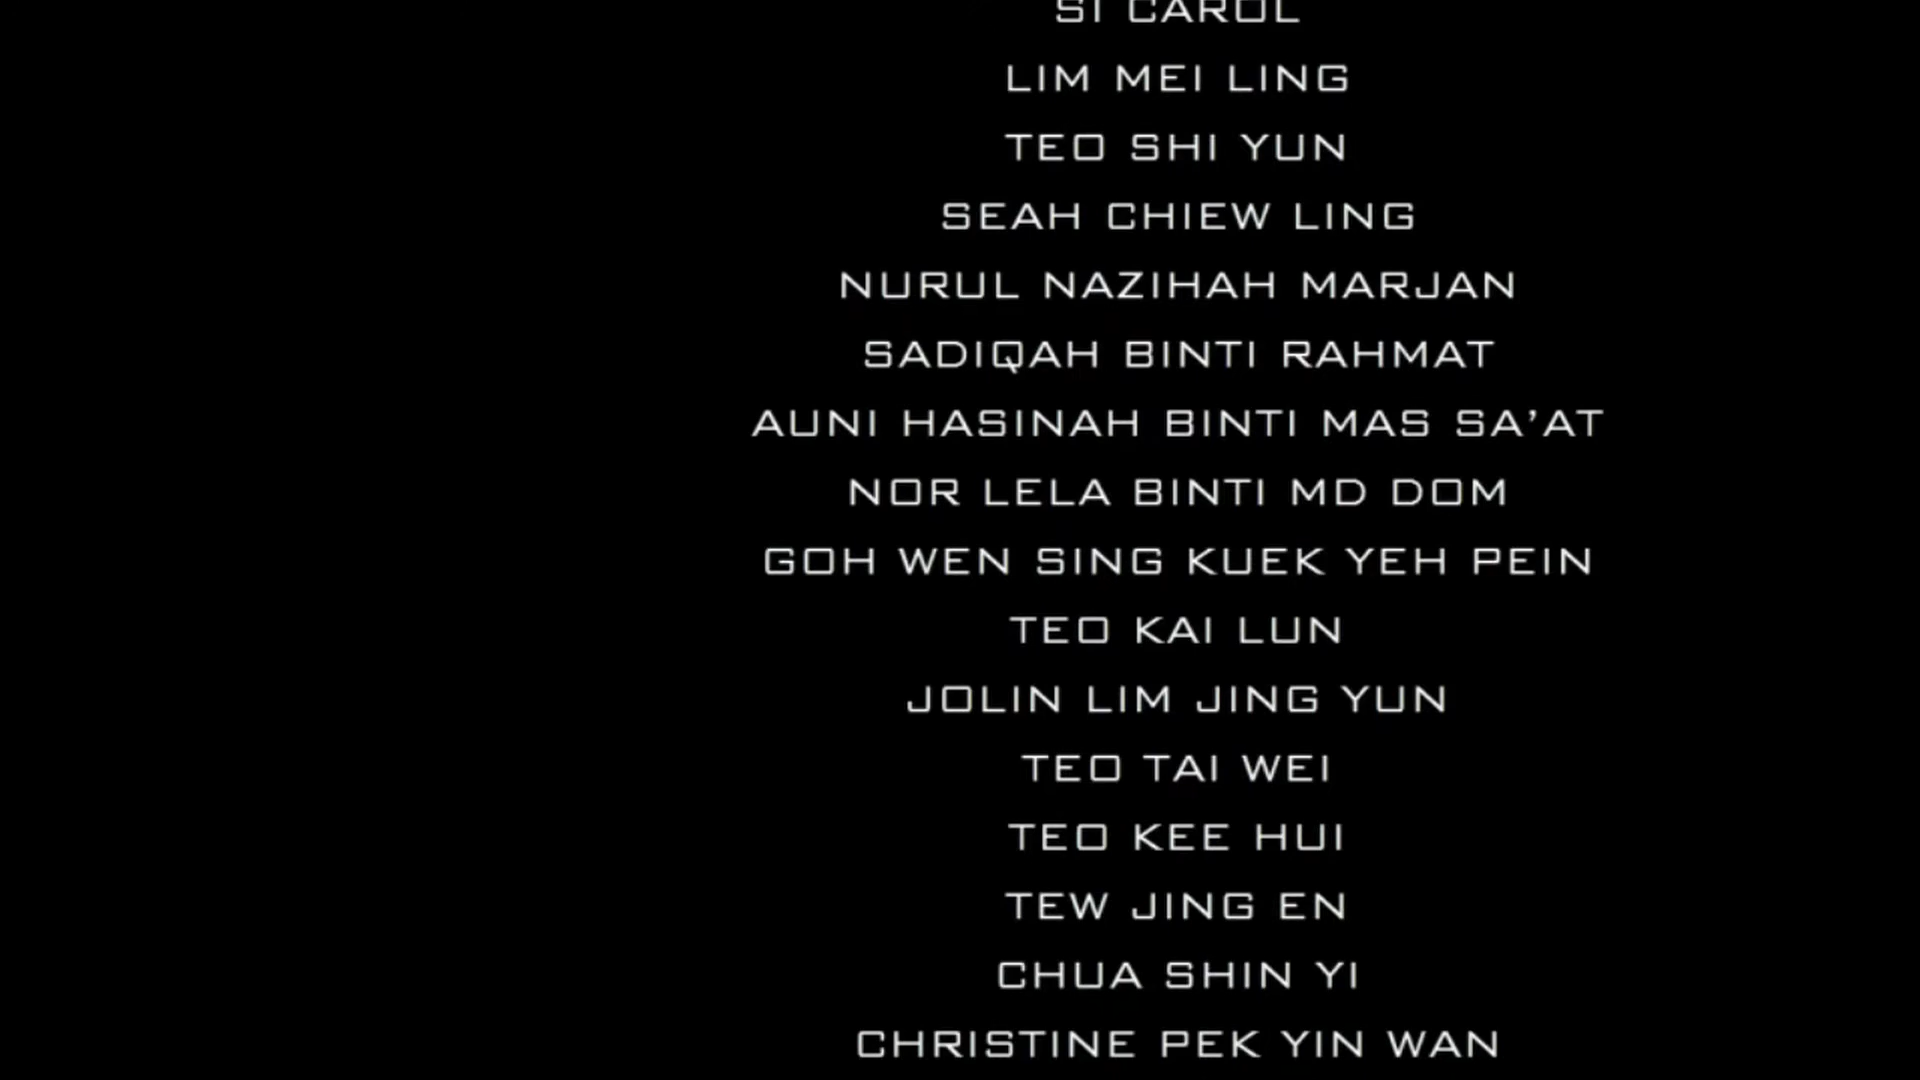 SI CAROL
LIM MEI LING
TEO SHI YUN
SEAH CHIEW LING
NURUL NAZIHAH MARJAN
SADIQAH BINTI RAHMAT
AUNI HASINAH BINTI MAS SA’AT
NOR LELA BINTI MD DOM
GOH WEN SING KUEK YEH PEIN
TEO KAI LUN
JOLIN LIM JING YUN
TEO TAI WEI
TEO KEE HUI
TEW JING EN
CHUA SHIN YI
CHRISTINE PEK YIN WAN